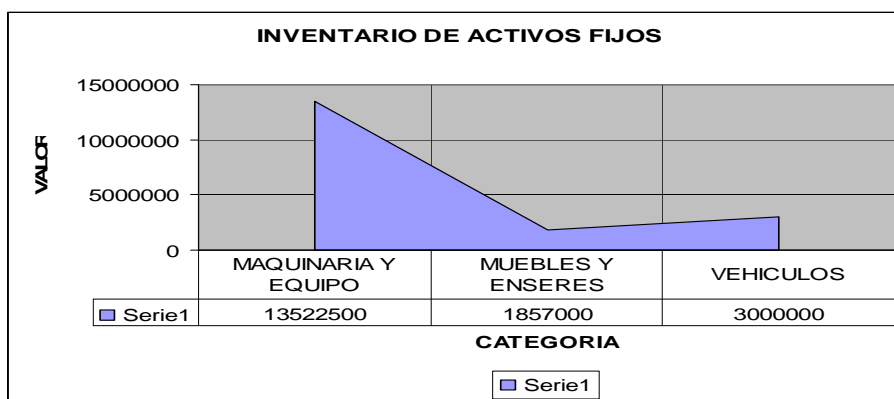 INVENTARIO DE ACTIVOS FIJOS
15000000
10000000
5000000
0
VALOR
MAQUINARIA Y
EQUIPO
MUEBLES Y
ENSERES
VEHICULOS
Serie1 13522500 1857000 3000000
CATEGORIA
Serie1